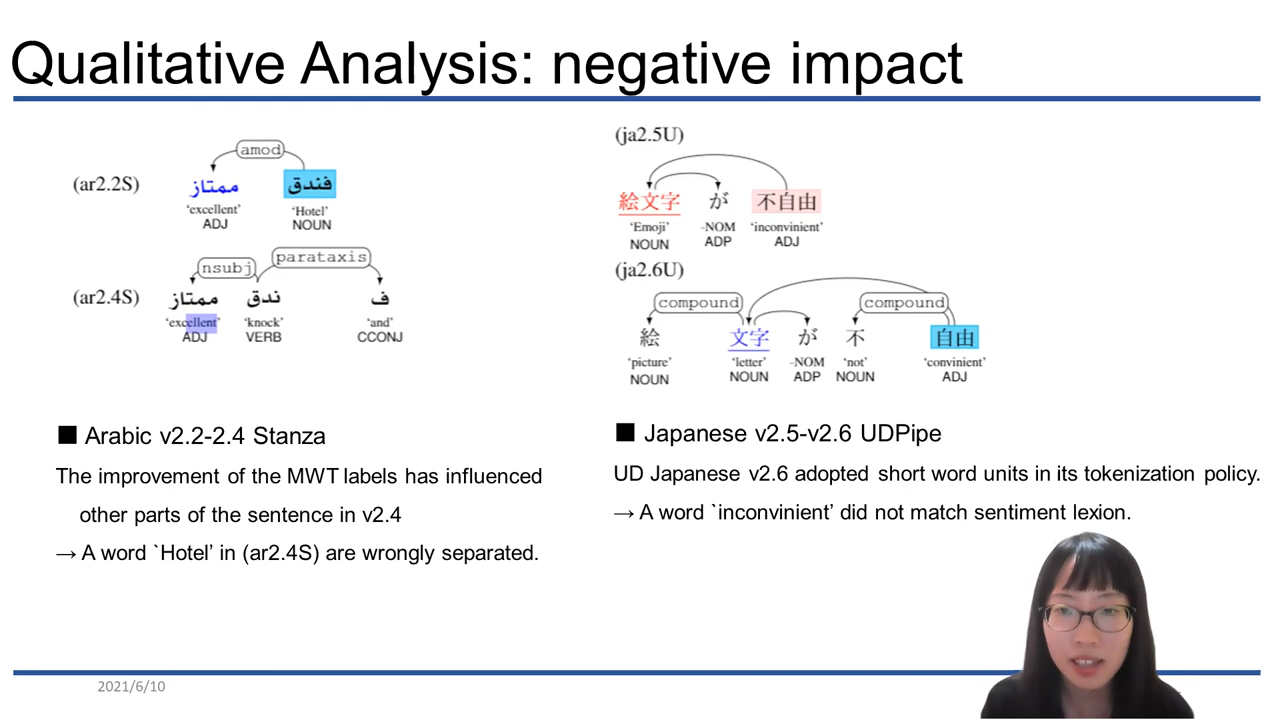 Qualitative Analysis: negative impact
amod
(ar2.2S) ممتاز فندق
‘excellent’ ‘Hotel’
ADJ NOUN
nsubj parataxis
(ar2.4S) ممتاز ندق ف
‘excellent’ ‘knock’ ‘and’
ADJ VERB CCONJ
■ Arabic v2.2-2.4 Stanza
The improvement of the MWT labels has influenced
other parts of the sentence in v2.4
→ A word `Hotel’ in (ar2.4S) are wrongly separated.
(ja2.5U)
絵文字 が 不自由
‘Emoji’ -NOM ‘inconvinient’
NOUN ADP ADJ
(ja2.6U)
compound compound
絵 文字 が 不 自由
‘picture’ ‘letter’ -NOM ‘not’ ‘convinient’
NOUN NOUN ADP NOUN ADJ
■ Japanese v2.5-v2.6 UDPipe
UD Japanese v2.6 adopted short word units in its tokenization policy.
→ A word `inconvinient’ did not match sentiment lexion.
2021/6/10